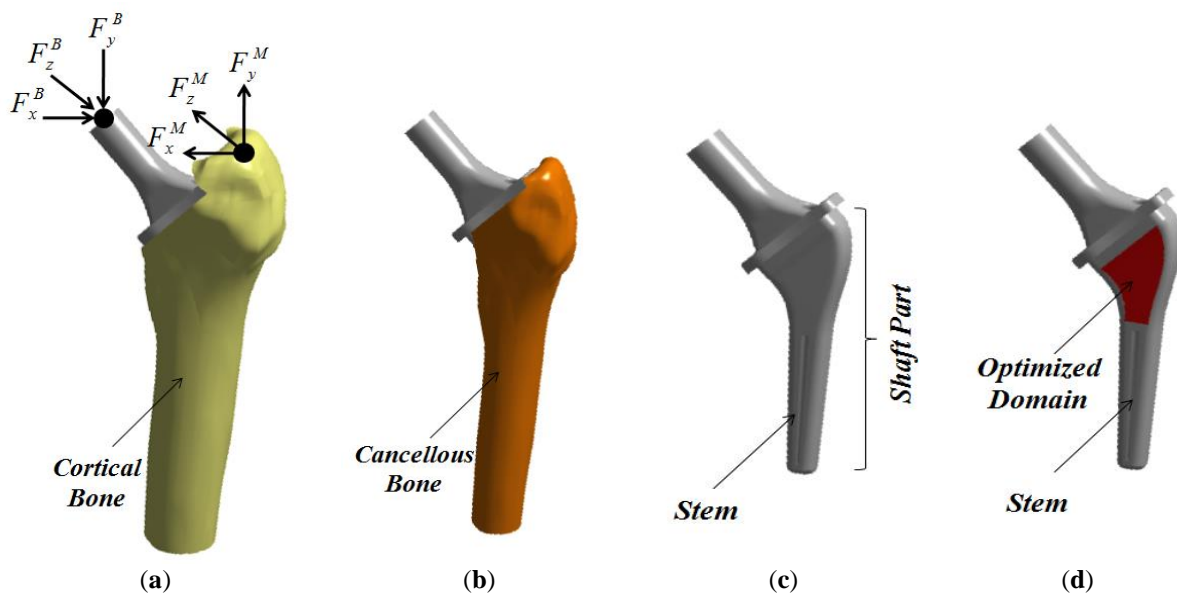 F_y^B
F_z^B
F_x^B
F_y^M
F_z^M
F_x^M
Cortical
Bone
Cancellous
Bone
Stem
Shaft Part
Optimized
Domain
Stem
(a)
(b)
(c)
(d)